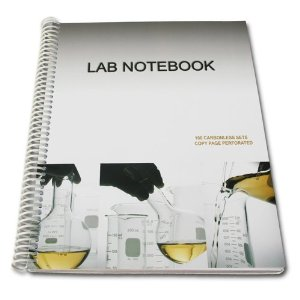 LAB NOTEBOOK
100 CARBONLESS SETS
COPY PAGE PERFORATED